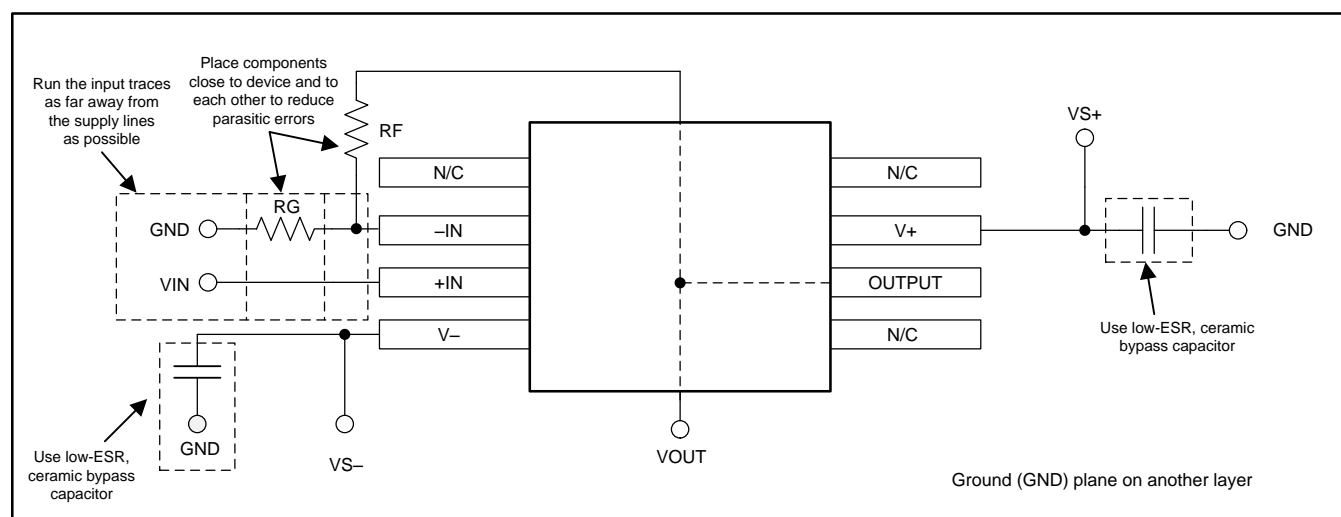 Run the input traces
as far away from
the supply lines
as possible
Place components
close to device and to
each other to reduce
parasitic errors
RF
VS+
N/C
N/C
RG
GND
–IN
V+
GND
VIN
+IN
OUTPUT
V–
N/C
Use low-ESR, ceramic
bypass capacitor
GND
Use low-ESR,
ceramic bypass
capacitor
VS–
VOUT
Ground (GND) plane on another layer